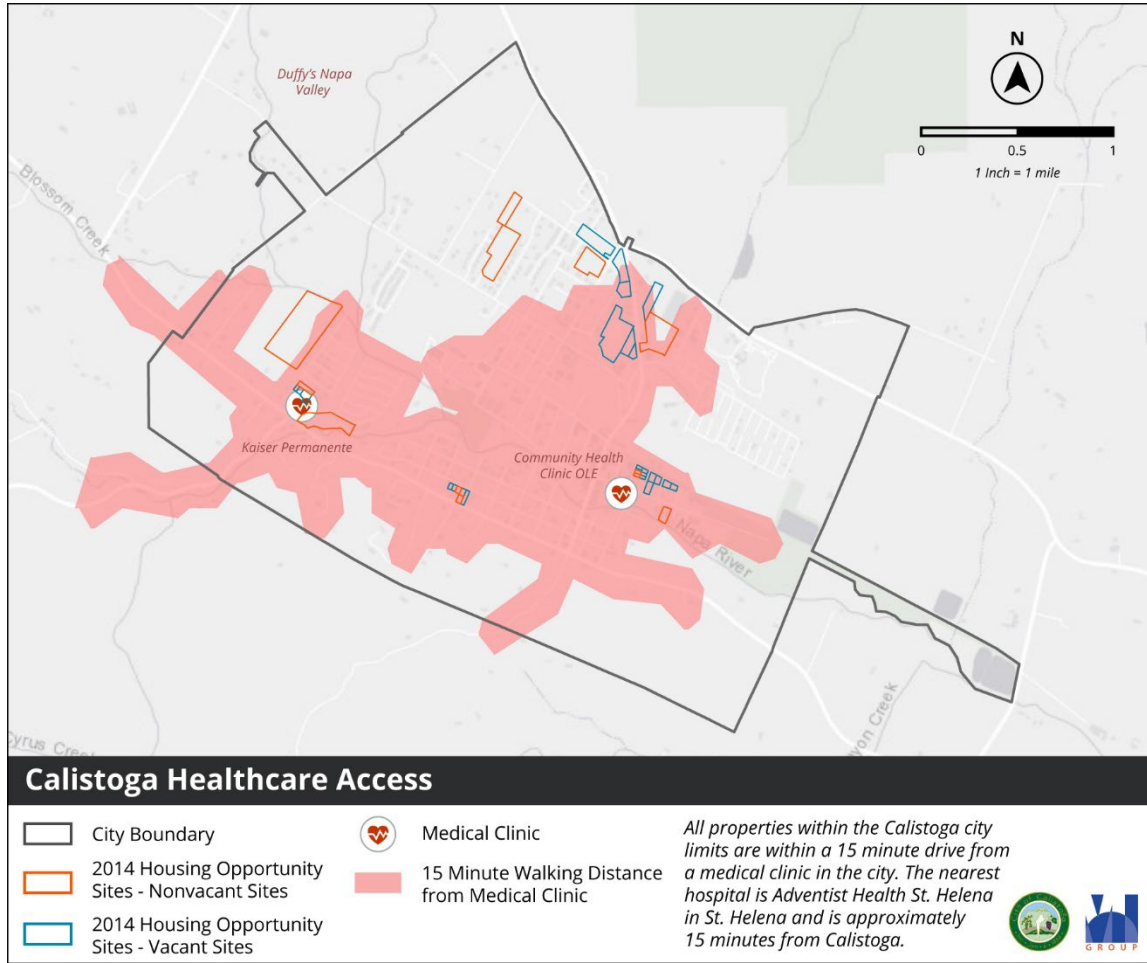 Duffy's Napa
Valley
N
0
0.5
1
1 Inch = 1 mile
Blossom Creek
Kaiser Permanente
Community Health
Clinic OLE
Napa River
Cyrus Creek
yon Creek
Calistoga Healthcare Access
City Boundary
2014 Housing Opportunity
Sites - Nonvacant Sites
2014 Housing Opportunity
Sites - Vacant Sites
Medical Clinic
15 Minute Walking Distance
from Medical Clinic
All properties within the Calistoga city
limits are within a 15 minute drive from
a medical clinic in the city. The nearest
hospital is Adventist Health St. Helena
in St. Helena and is approximately
15 minutes from Calistoga.
GROUP